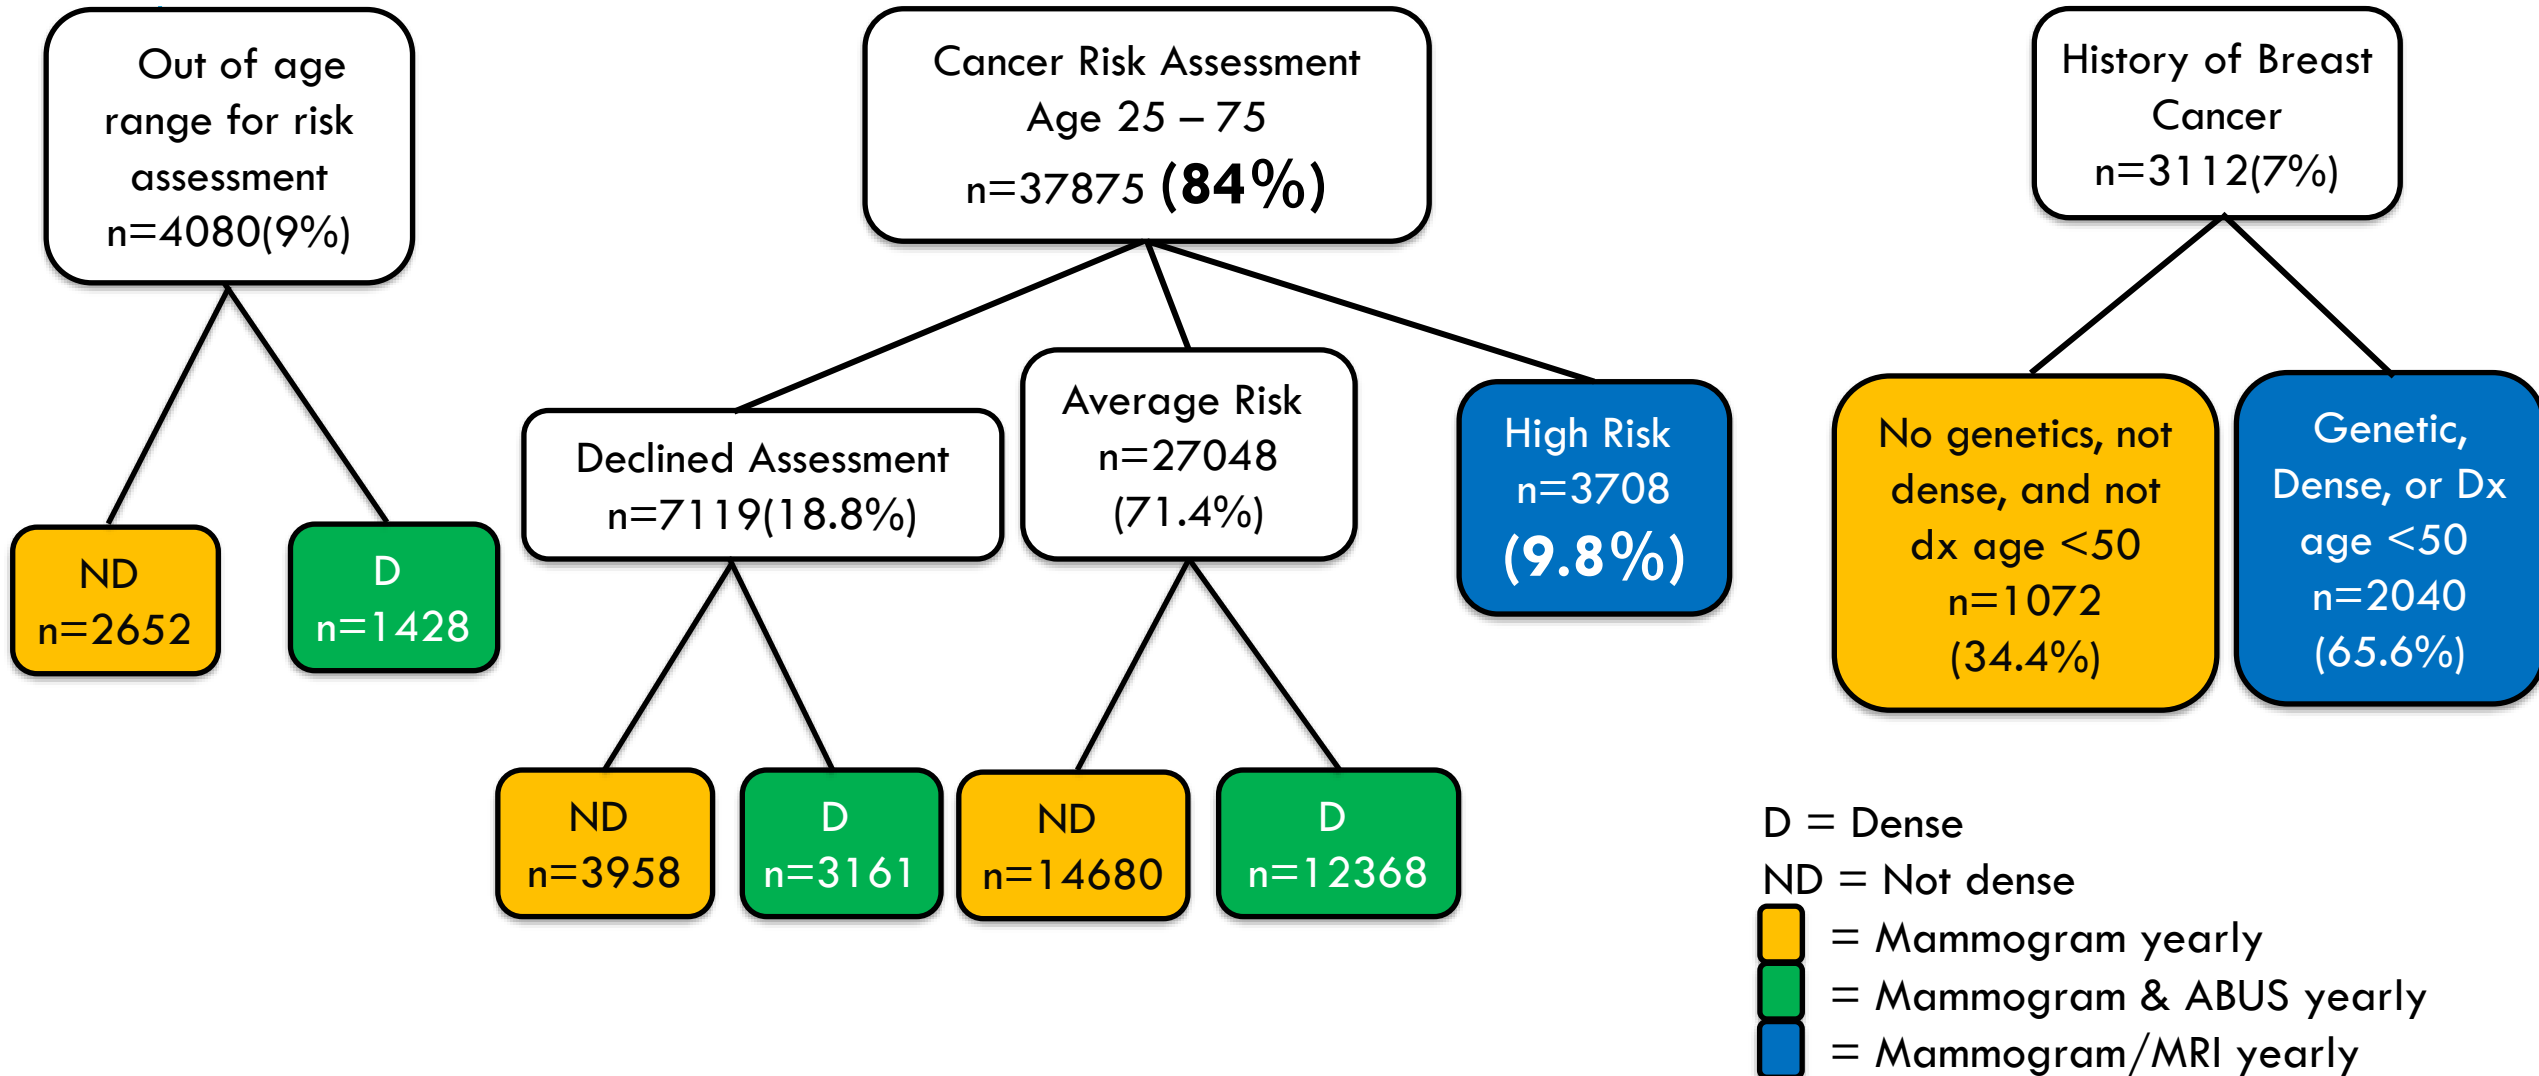 Out of age
range for risk
assessment
n=4080(9%)
Cancer Risk Assessment
Age 25 – 75
n=37875 (84%)
History of Breast
Cancer
n=3112(7%)
Declined Assessment
n=7119(18.8%)
Average Risk
n=27048
(71.4%)
High Risk
n=3708
(9.8%)
No genetics, not
dense, and not
dx age <50
n=1072
(34.4%)
Genetic,
Dense, or Dx
age <50
n=2040
(65.6%)
ND
n=2652
D
n=1428
ND
n=3958
D
n=3161
ND
n=14680
D
n=12368
D = Dense
ND = Not dense
= Mammogram yearly
= Mammogram & ABUS yearly
= Mammogram/MRI yearly